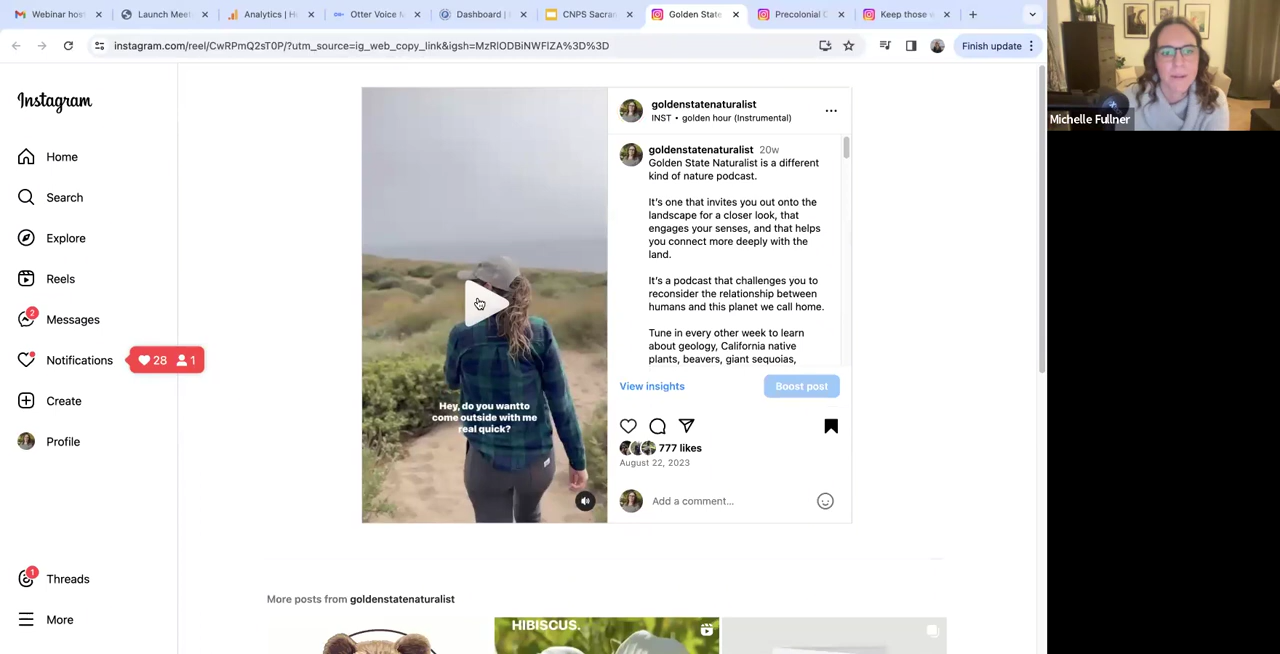 Webinar host
Launch Meet
Analytics | H
Otter Voice M
Dashboard |
CNPS Sacran
Golden State
Precolonial C
Keep those w
instagram.com/reel/CwRPmQ2sT0P/?utm_source=ig_web_copy_link&igsh=MzRlODBiNWFlZA%3D%3D
Finish update
Michelle Fullner
Instagram
Home
Search
Explore
Reels
2
Messages
Notifications
28 1
Create
Profile
1
Threads
More
Hey, do you wantto
come outside with me
real quick?
goldenstatenaturalist
INST • golden hour (Instrumental)
goldenstatenaturalist 20w
Golden State Naturalist is a different
kind of nature podcast.
It's one that invites you out onto the
landscape for a closer look, that
engages your senses, and that helps
you connect more deeply with the
land.
It's a podcast that challenges you to
reconsider the relationship between
humans and this planet we call home.
Tune in every other week to learn
about geology, California native
plants, beavers, giant sequoias,
View insights
Boost post
777 likes
August 22, 2023
Add a comment...
More posts from goldenstatenaturalist
HIBISCUS.